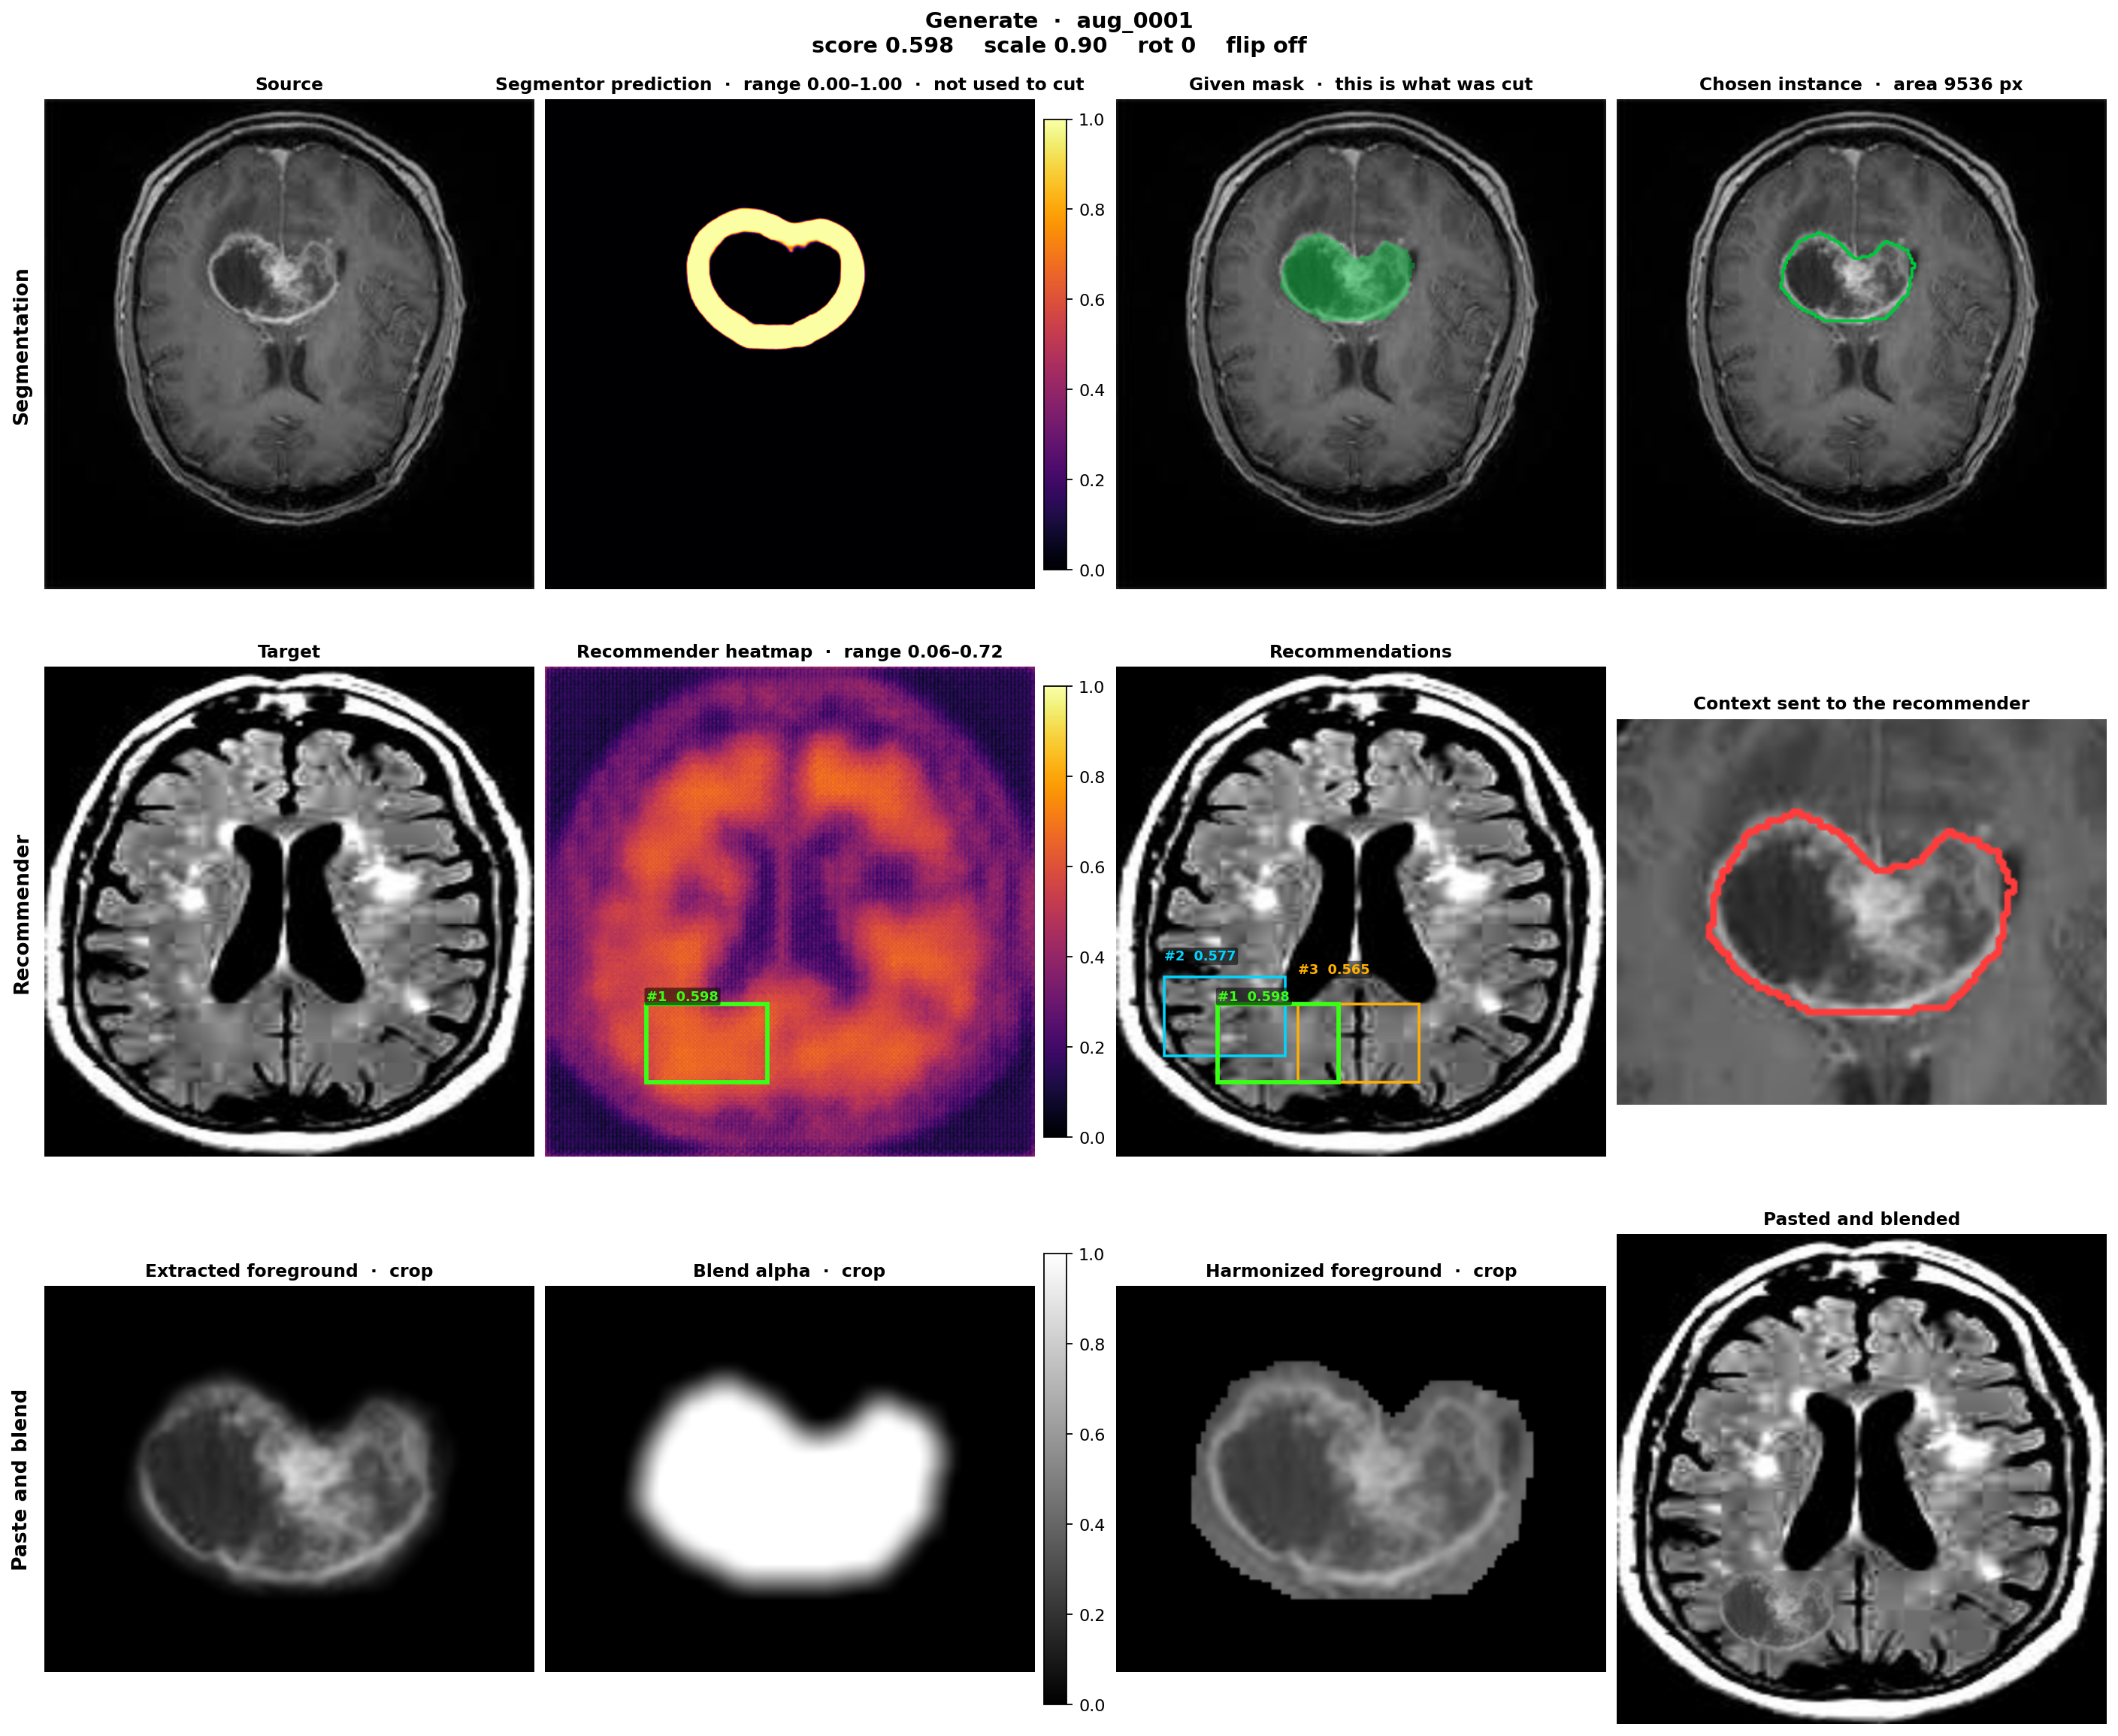 Generate · aug_0001
score 0.598 scale 0.90 rot 0 flip off
Segmentation
Source
Segmentor prediction · range 0.00–1.00 · not used to cut
1.0
0.8
0.6
0.4
0.2
0.0
Given mask · this is what was cut
Chosen instance · area 9536 px
Recommender
Target
Recommender heatmap · range 0.06–0.72
#1 0.598
1.0
0.8
0.6
0.4
0.2
0.0
Recommendations
#2 0.577
#3 0.565
#1 0.598
Context sent to the recommender
Paste and blend
Extracted foreground · crop
Blend alpha · crop
1.0
0.8
0.6
0.4
0.2
0.0
Harmonized foreground · crop
Pasted and blended